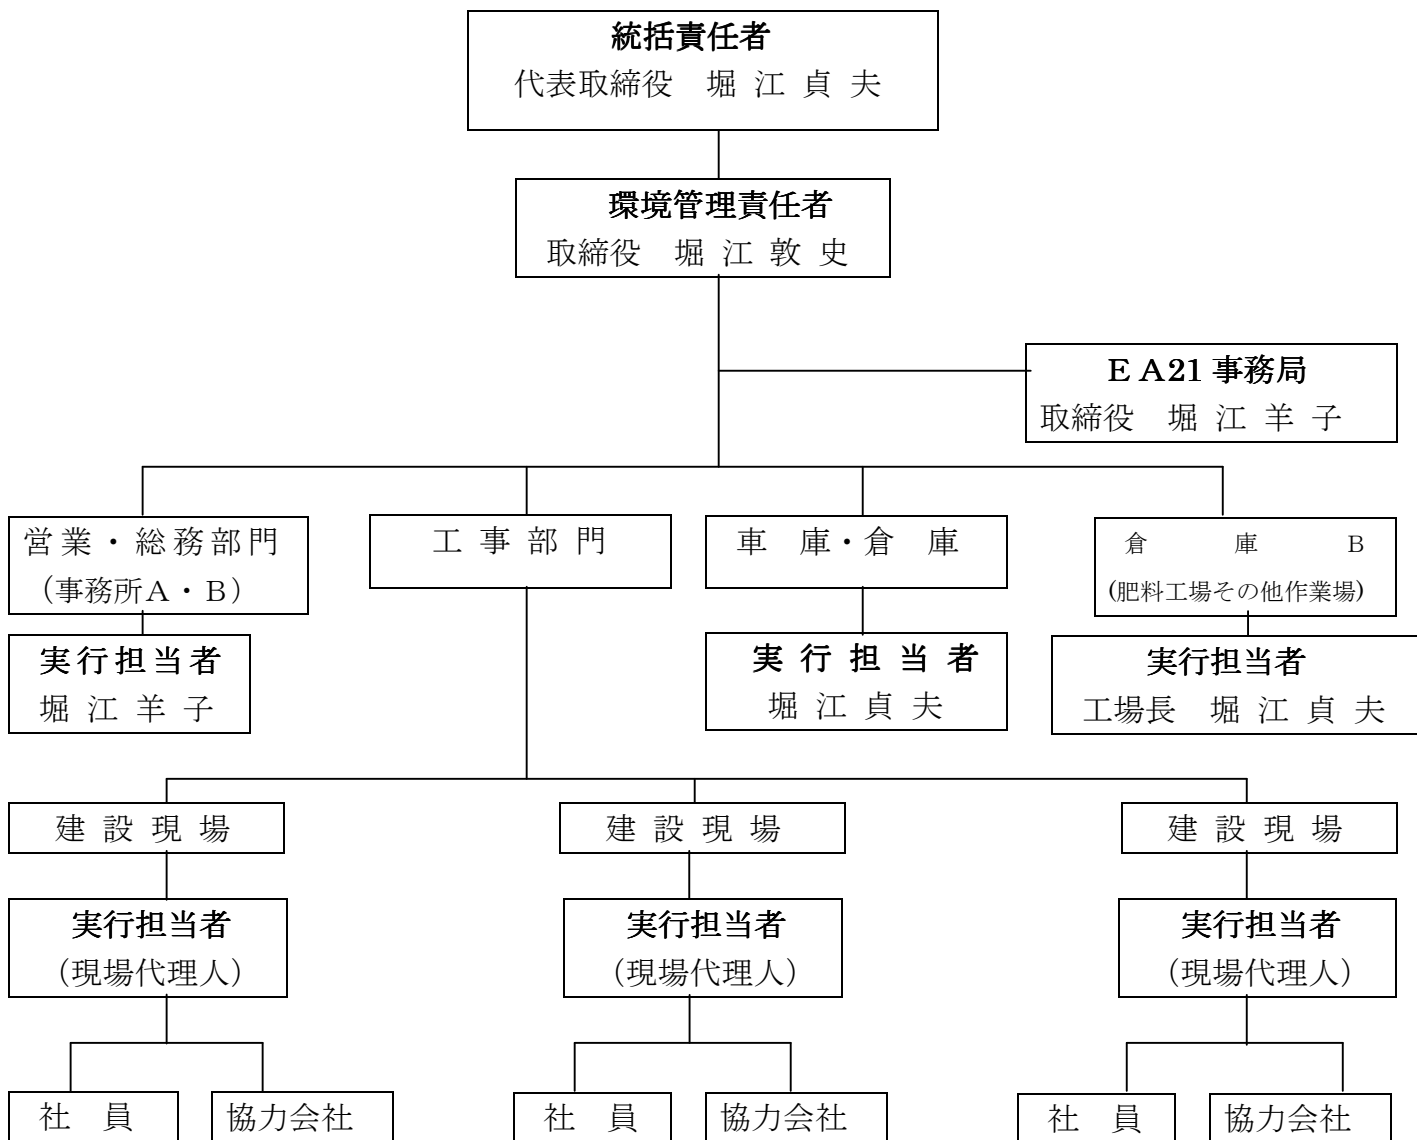 統括責任者
代表取締役　堀 江 貞 夫
環境管理責任者
取締役　堀 江 敦 史
ＥＡ21事務局
取締役　堀 江 羊 子
営業・総務部門
（事務所Ａ・Ｂ）
工 事 部 門
車　庫・倉　庫
倉　庫　Ｂ
(肥料工場その他作業場)
実行担当者
堀 江 羊 子
実 行 担 当 者
堀 江 貞 夫
実行担当者
工場長　堀 江 貞 夫
建 設 現 場
建 設 現 場
建 設 現 場
実行担当者
（現場代理人）
実行担当者
（現場代理人）
実行担当者
（現場代理人）
社　員
協力会社
社　員
協力会社
社　員
協力会社